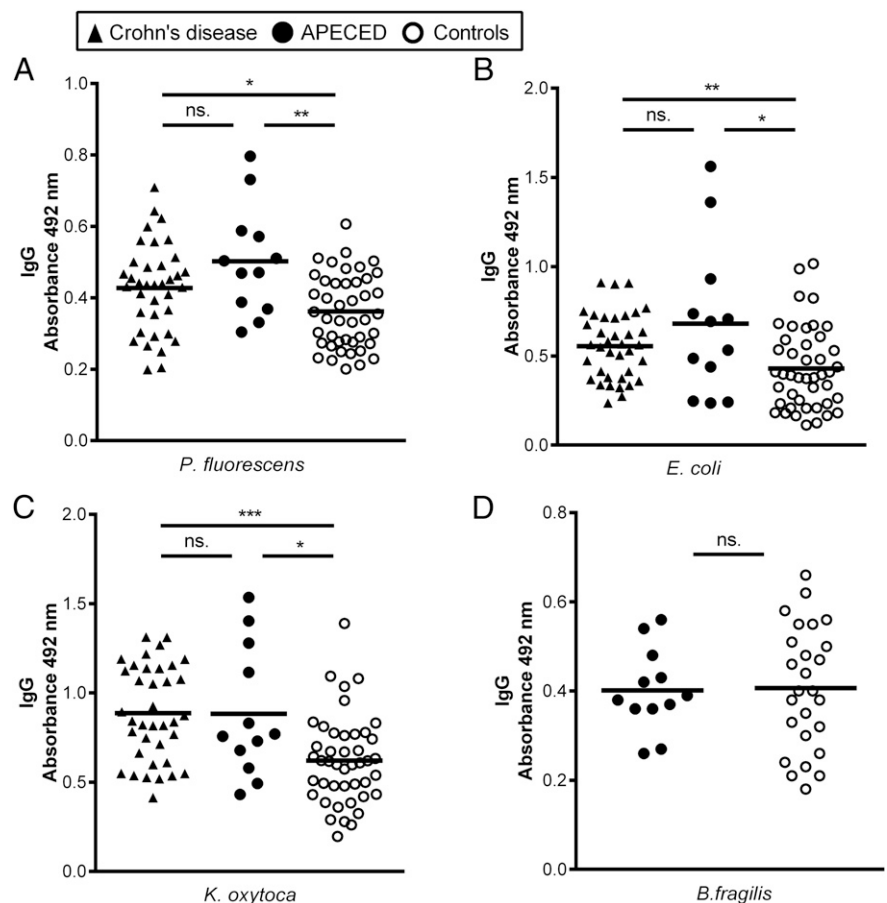 Crohn's disease APECED Controls
A
IgG
Absorbance 492 nm
1.0
0.8
0.6
0.4
0.2
0.0
*
ns.
**
P. fluorescens
B
IgG
Absorbance 492 nm
2.0
1.5
1.0
0.5
0.0
**
ns.
*
E. coli
C
IgG
Absorbance 492 nm
2.0
1.5
1.0
0.5
0.0
***
ns.
*
K. oxytoca
D
IgG
Absorbance 492 nm
0.8
0.6
0.4
0.2
0.0
ns.
B.fragilis